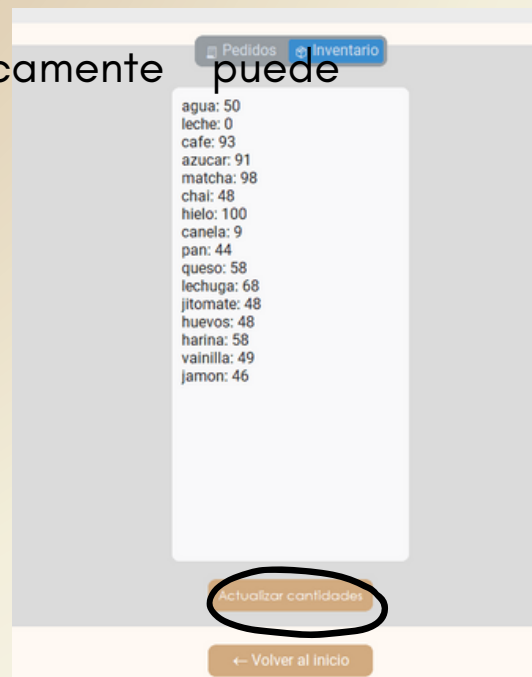 Pedidos Inventario
camente puede
agua: 50
leche: 0
cafe: 93
azucar: 91
matcha: 98
chai: 48
hielo: 100
canela: 9
pan: 44
queso: 58
lechuga: 68
jitomate: 48
huevos: 48
harina: 58
vainilla: 49
jamon: 46
Actualizar cantidades
← Volver al inicio